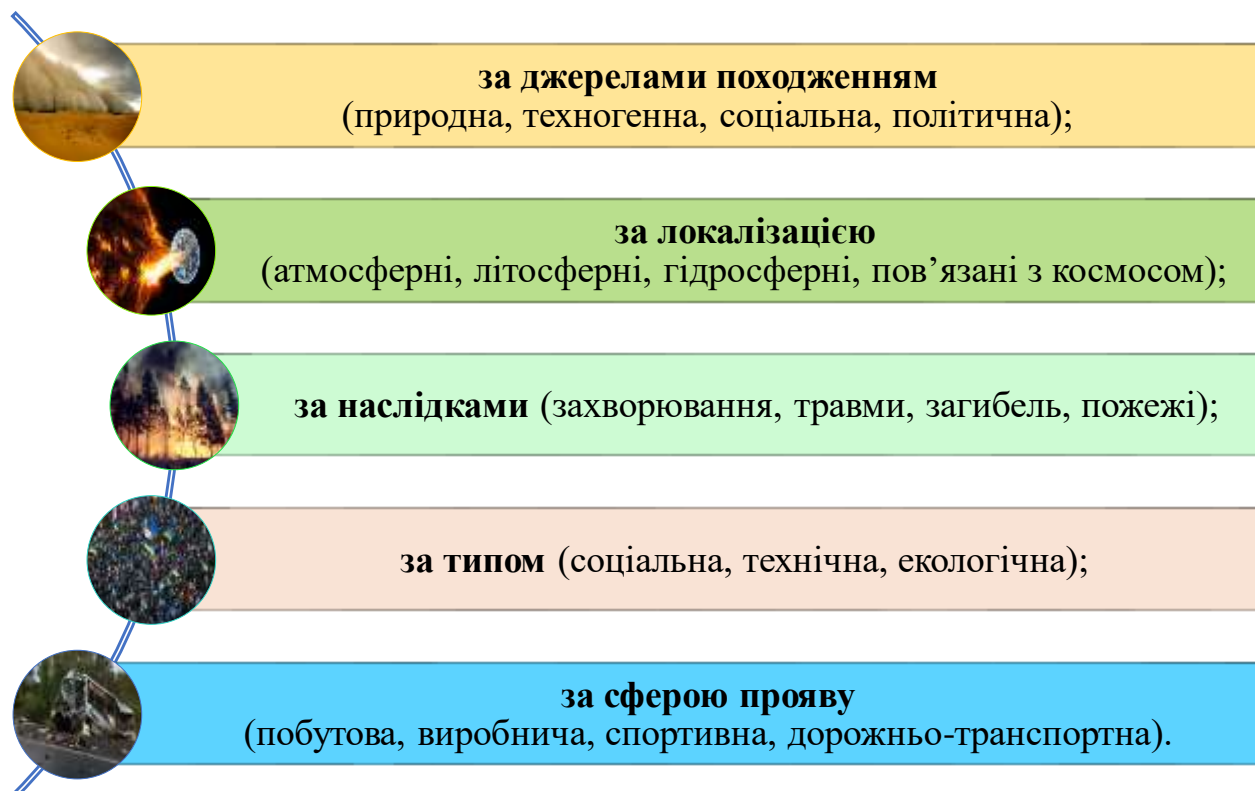 за джерелами походженням
(природна, техногенна, соціальна, політична);
за локалізацією
(атмосферні, літосферні, гідросферні, пов’язані з космосом);
за наслідками (захворювання, травми, загибель, пожежі);
за типом (соціальна, технічна, екологічна);
за сферою прояву
(побутова, виробнича, спортивна, дорожньо-транспортна).